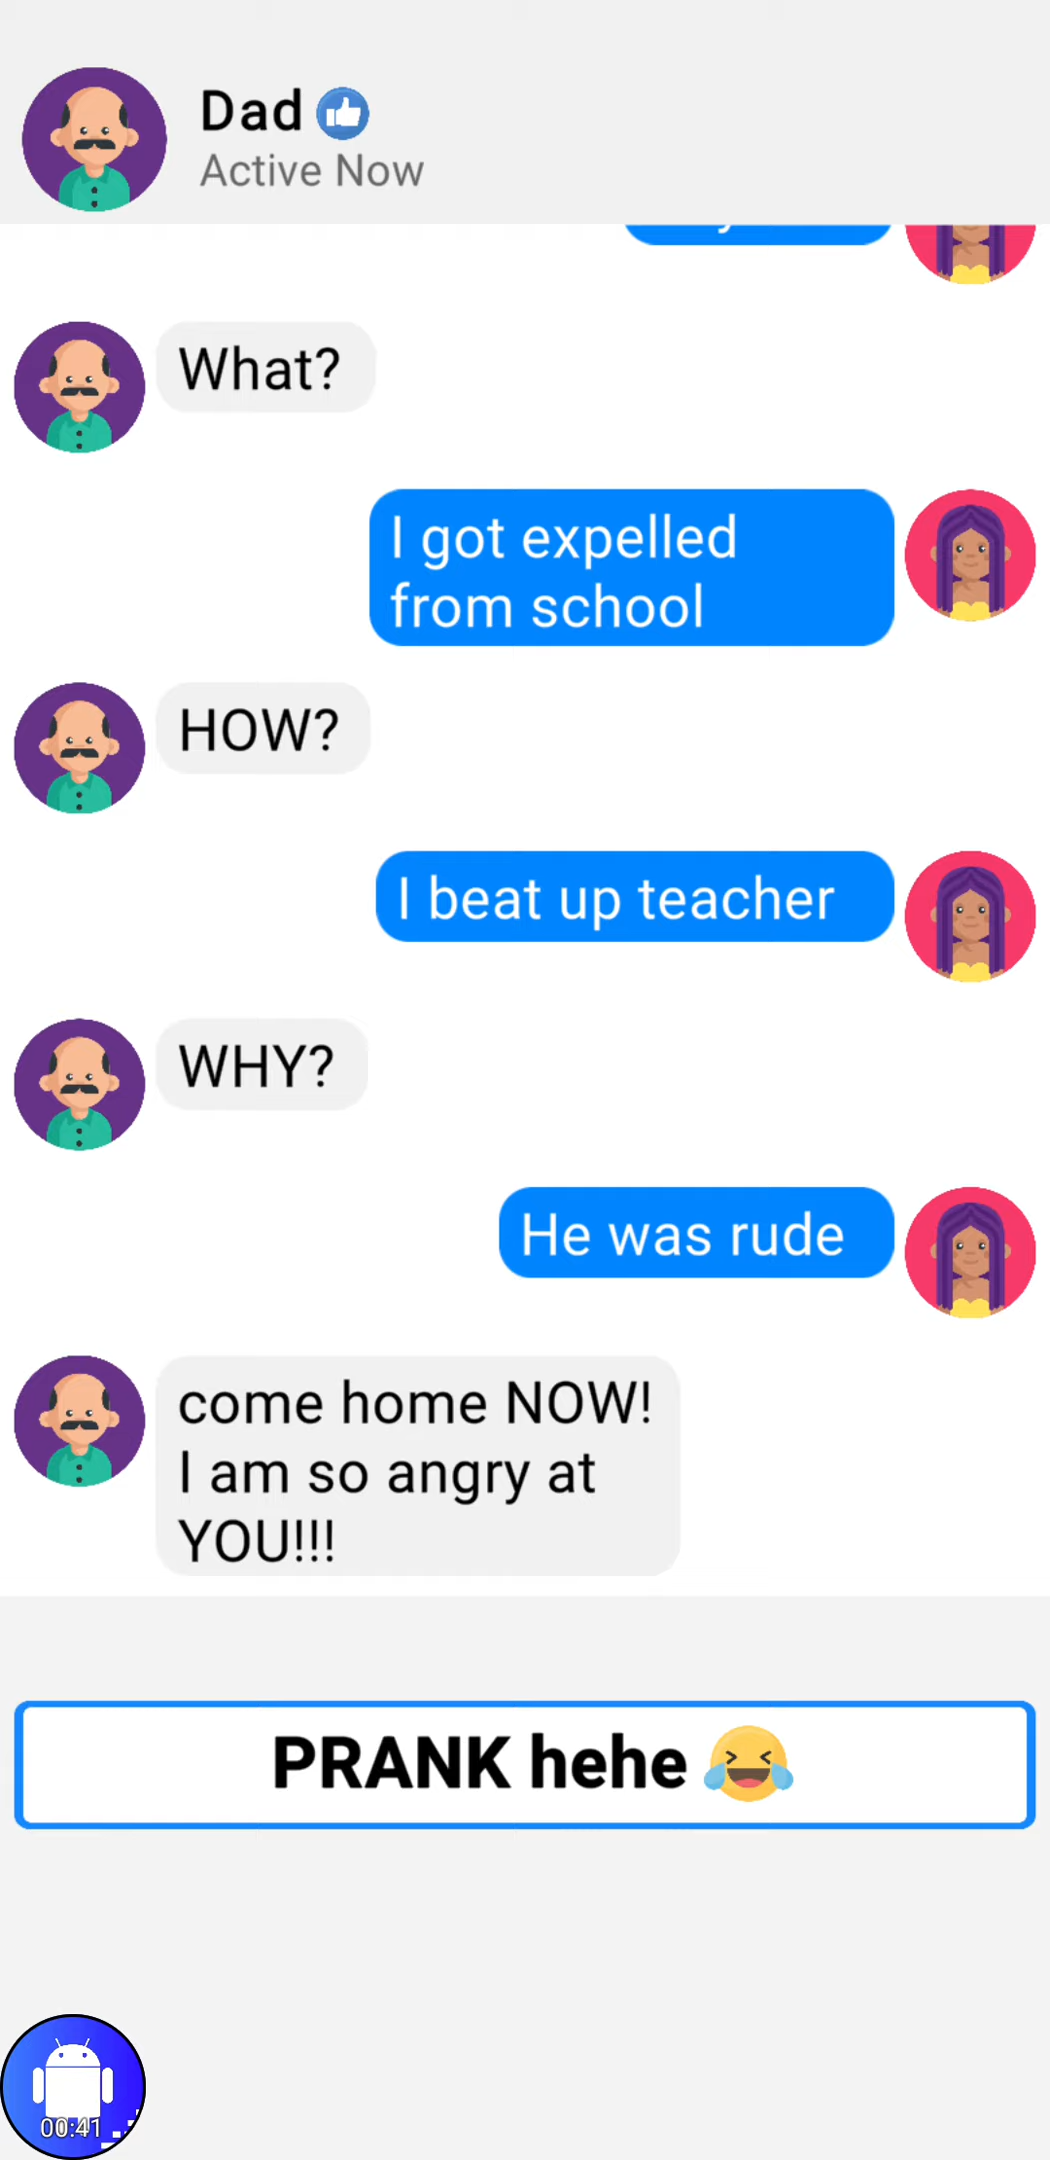 Dad
Active Now
What?
I got expelled
from school
HOW?
I beat up teacher
WHY?
He was rude
come home NOW!
I am so angry at
YOU!!!
PRANK hehe 😆
00:41